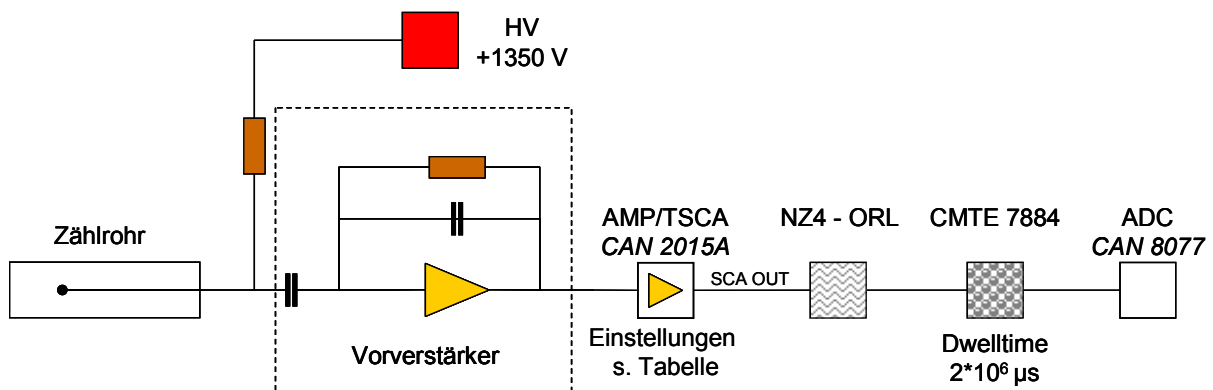 HV
+1350 V
Zählrohr
Vorverstärker
AMP/TSCA
CAN 2015A
Einstellungen
s. Tabelle
SCA OUT
NZ4 - ORL
CMTE 7884
Dwelltime
2*10⁶ µs
ADC
CAN 8077